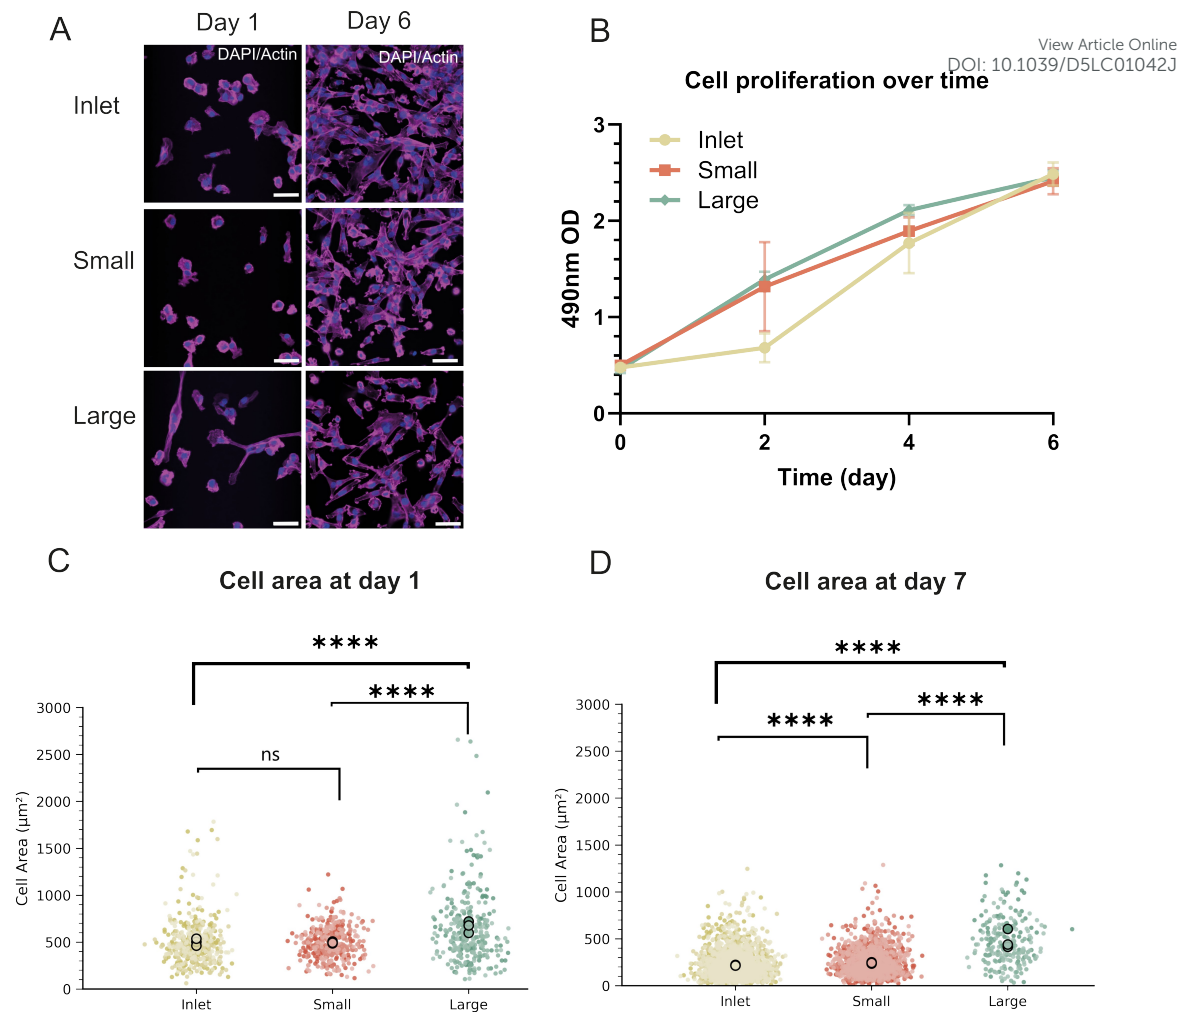 A
Day 1
Day 6
DAPI/Actin
DAPI/Actin
Inlet
Small
Large
B
View Article Online
DOI: 10.1039/D5LC01042J
Cell proliferation over time
Inlet
Small
Large
490nm OD
3
2
1
0
0
2
4
6
Time (day)
C
Cell area at day 1
****
****
ns
Cell Area (µm²)
3000
2500
2000
1500
1000
500
0
Inlet
Small
Large
D
Cell area at day 7
****
****
****
Cell Area (µm²)
3000
2500
2000
1500
1000
500
0
Inlet
Small
Large